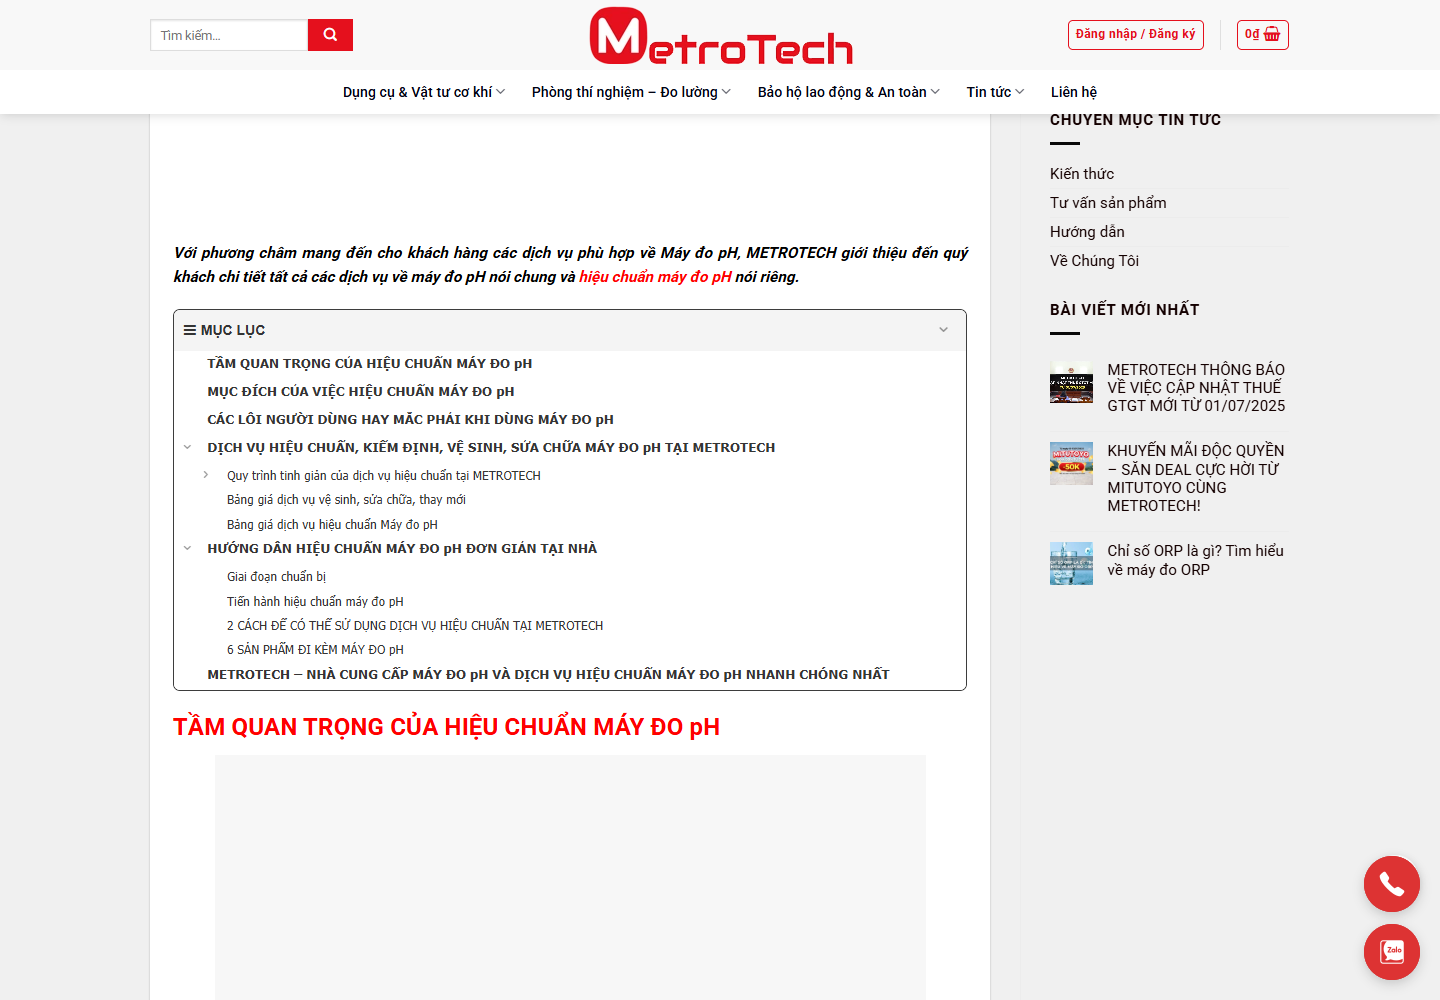 Tìm kiếm...
MetroTech
Đăng nhập / Đăng ký
0₫
Dụng cụ & Vật tư cơ khí
Phòng thí nghiệm – Đo lường
Bảo hộ lao động & An toàn
Tin tức
Liên hệ
Với phương châm mang đến cho khách hàng các dịch vụ phù hợp về Máy đo pH, METROTECH giới thiệu đến quý
khách chi tiết tất cả các dịch vụ về máy đo pH nói chung và hiệu chuẩn máy đo pH nói riêng.
MỤC LỤC
TẦM QUAN TRỌNG CỦA HIỆU CHUẨN MÁY ĐO pH
MỤC ĐÍCH CỦA VIỆC HIỆU CHUẨN MÁY ĐO pH
CÁC LỖI NGƯỜI DÙNG HAY MẮC PHẢI KHI DÙNG MÁY ĐO pH
DỊCH VỤ HIỆU CHUẨN, KIỂM ĐỊNH, VỆ SINH, SỬA CHỮA MÁY ĐO pH TẠI METROTECH
Quy trình tinh giản của dịch vụ hiệu chuẩn tại METROTECH
Bảng giá dịch vụ vệ sinh, sửa chữa, thay mới
Bảng giá dịch vụ hiệu chuẩn Máy đo pH
HƯỚNG DẪN HIỆU CHUẨN MÁY ĐO pH ĐƠN GIẢN TẠI NHÀ
Giai đoạn chuẩn bị
Tiến hành hiệu chuẩn máy đo pH
2 CÁCH ĐỂ CÓ THỂ SỬ DỤNG DỊCH VỤ HIỆU CHUẨN TẠI METROTECH
6 SẢN PHẨM ĐI KÈM MÁY ĐO pH
METROTECH – NHÀ CUNG CẤP MÁY ĐO pH VÀ DỊCH VỤ HIỆU CHUẨN MÁY ĐO pH NHANH CHÓNG NHẤT
TẦM QUAN TRỌNG CỦA HIỆU CHUẨN MÁY ĐO pH
CHUYÊN MỤC TIN TỨC
Kiến thức
Tư vấn sản phẩm
Hướng dẫn
Về Chúng Tôi
BÀI VIẾT MỚI NHẤT
METROTECH THÔNG BÁO
VỀ VIỆC CẬP NHẬT THUẾ
GTGT MỚI TỪ 01/07/2025
MITUTOYO
-50K
KHUYẾN MÃI ĐỘC QUYỀN
– SĂN DEAL CỰC HỜI TỪ
MITUTOYO CÙNG
METROTECH!
Chỉ số ORP là gì? Tìm hiểu
về máy đo ORP
Zalo